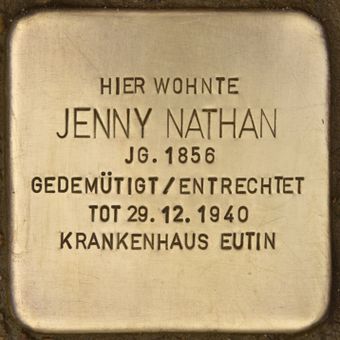 HIER WOHNTE
JENNY NATHAN
JG. 1856
GEDEMÜTIGT/ENTRECHTET
TOT 29.12.1940
KRANKENHAUS EUTIN